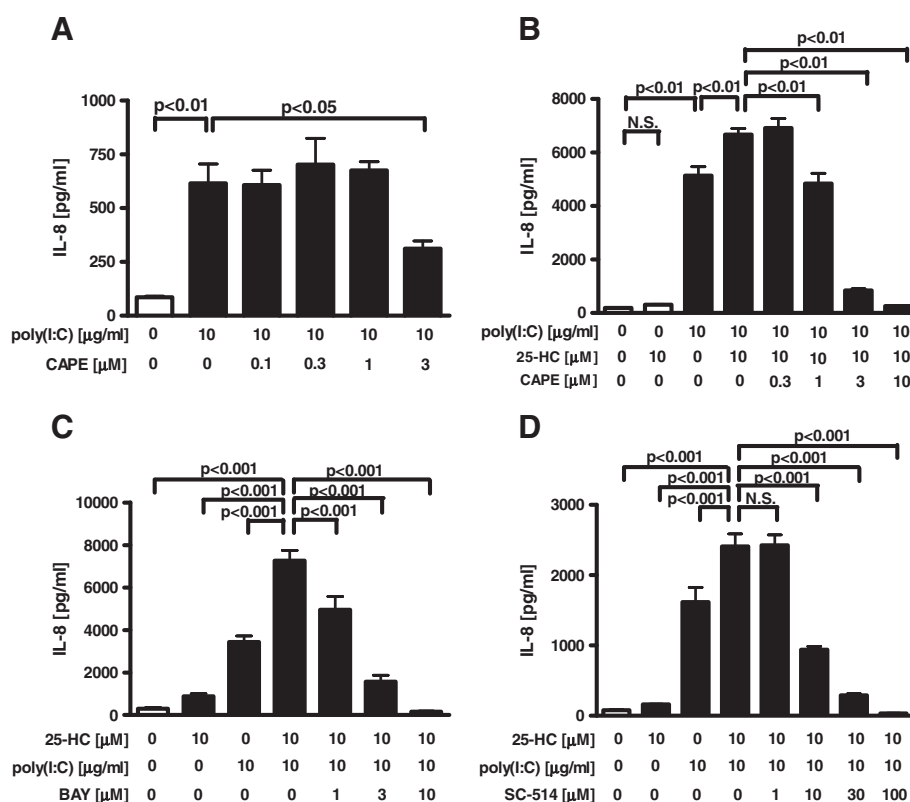 A
p<0.01
p<0.05
1000
750
500
250
0
IL-8 [pg/ml]
poly(I:C) [μg/ml] 0 10 10 10 10 10
CAPE [μM] 0 0 0.1 0.3 1 3
B
p<0.01
p<0.01
p<0.01 p<0.01 p<0.01
N.S.
8000
6000
4000
2000
0
IL-8 [pg/ml]
poly(I:C) [μg/ml] 0 0 10 10 10 10 10 10
25-HC [μM] 0 10 0 10 10 10 10 10
CAPE [μM] 0 0 0 0 0.3 1 3 10
C
p<0.001 p<0.001
p<0.001 p<0.001
p<0.001 p<0.001
10000
8000
6000
4000
2000
0
IL-8 [pg/ml]
25-HC [μM] 0 10 0 10 10 10 10
poly(I:C) [μg/ml] 0 0 10 10 10 10 10
BAY [μM] 0 0 0 0 1 3 10
D
p<0.001
p<0.001 p<0.001
p<0.001 p<0.001
p<0.001 N.S.
3000
2000
1000
0
IL-8 [pg/ml]
25-HC [μM] 0 10 0 10 10 10 10 10
poly(I:C) [μg/ml] 0 0 10 10 10 10 10 10
SC-514 [μM] 0 0 0 0 1 10 30 100